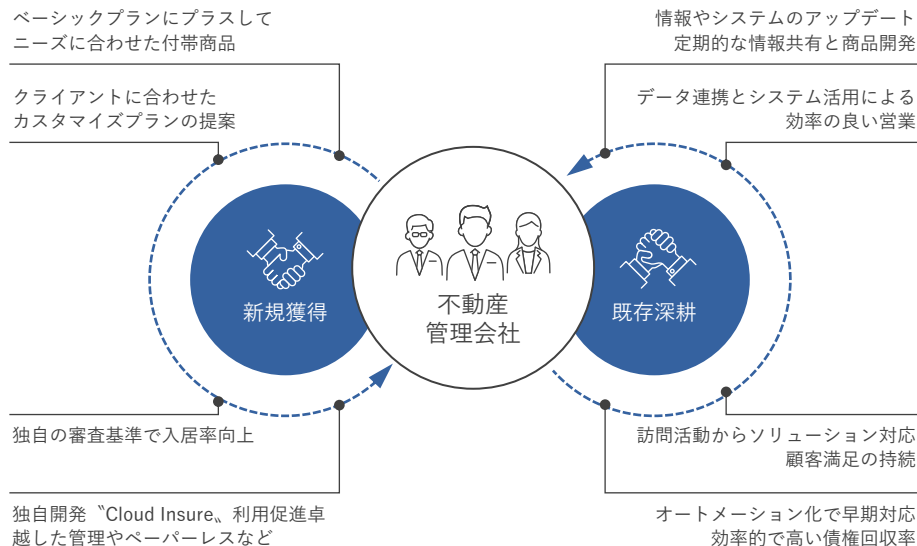 ベーシックプランにプラスして
ニーズに合わせた付帯商品
クライアントに合わせた
カスタマイズプランの提案
情報やシステムのアップデート
定期的な情報共有と商品開発
データ連携とシステム活用による
効率の良い営業
新規獲得
不動産
管理会社
既存深耕
独自の審査基準で入居率向上
独自開発〝Cloud Insure〟利用促進卓
越した管理やペーパーレスなど
訪問活動からソリューション対応
顧客満足の持続
オートメーション化で早期対応
効率的で高い債権回収率